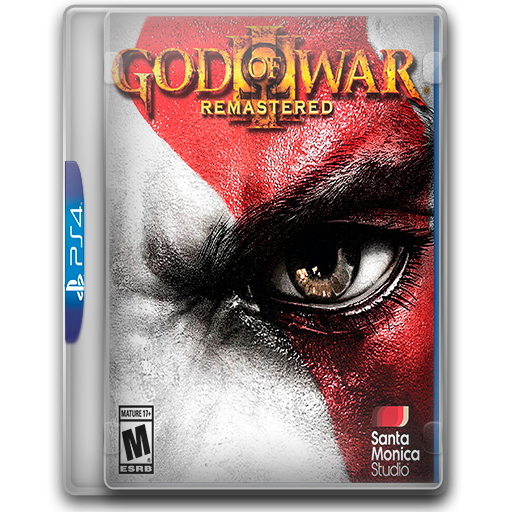 GOD OF WAR
III
REMASTERED
PS4
MATURE 17+
M
ESRB
Santa
Monica
Studio